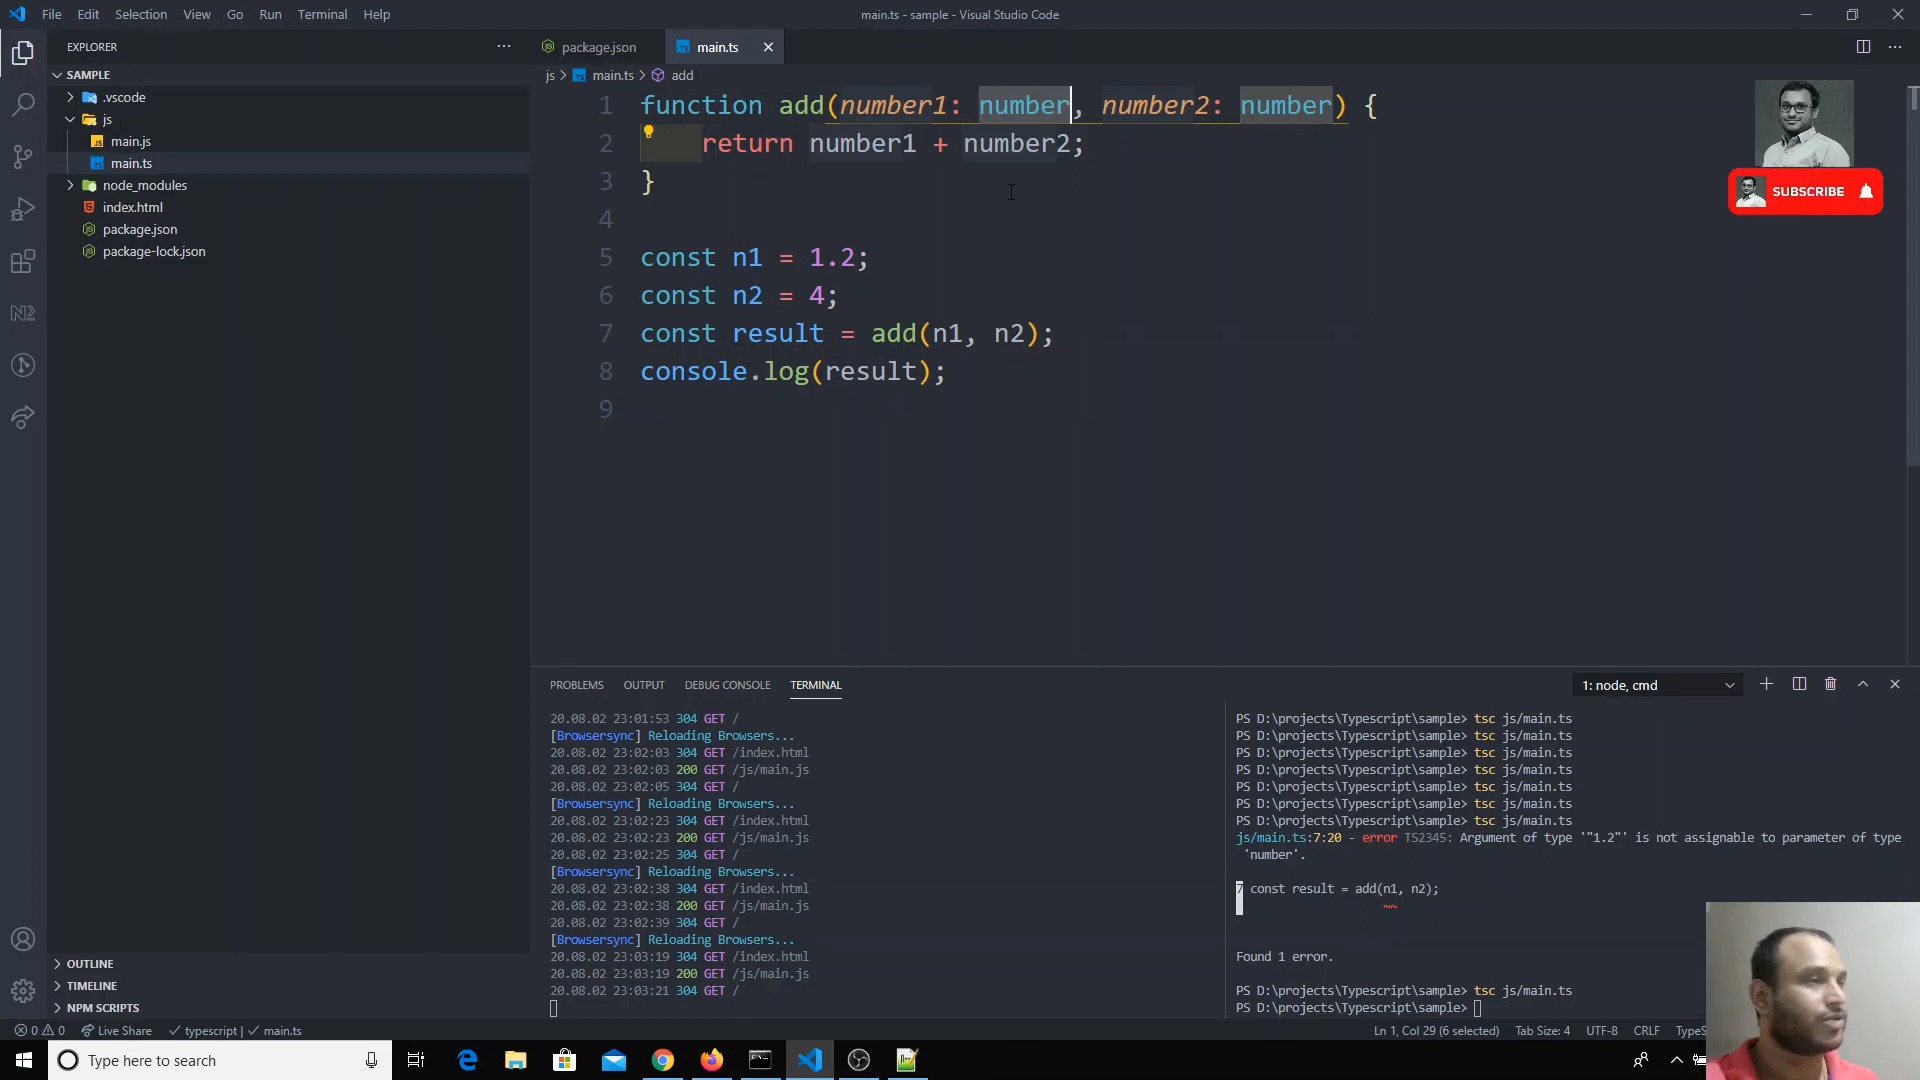 File Edit Selection View Go Run Terminal Help
main.ts - sample - Visual Studio Code
EXPLORER
SAMPLE
.vscode
js
main.js
main.ts
node_modules
index.html
package.json
package-lock.json
OUTLINE
TIMELINE
NPM SCRIPTS
package.json main.ts
js > main.ts > add
1 function add(number1: number, number2: number) {
2 return number1 + number2;
3 }
4
5 const n1 = 1.2;
6 const n2 = 4;
7 const result = add(n1, n2);
8 console.log(result);
9
SUBSCRIBE
PROBLEMS OUTPUT DEBUG CONSOLE TERMINAL
1: node, cmd
20.08.02 23:01:53 304 GET /
[Browsersync] Reloading Browsers...
20.08.02 23:02:03 304 GET /index.html
20.08.02 23:02:03 200 GET /js/main.js
20.08.02 23:02:05 304 GET /
[Browsersync] Reloading Browsers...
20.08.02 23:02:23 304 GET /index.html
20.08.02 23:02:23 200 GET /js/main.js
20.08.02 23:02:25 304 GET /
[Browsersync] Reloading Browsers...
20.08.02 23:02:38 304 GET /index.html
20.08.02 23:02:38 200 GET /js/main.js
20.08.02 23:02:39 304 GET /
[Browsersync] Reloading Browsers...
20.08.02 23:03:19 304 GET /index.html
20.08.02 23:03:19 200 GET /js/main.js
20.08.02 23:03:21 304 GET /
PS D:\projects\Typescript\sample> tsc js/main.ts
PS D:\projects\Typescript\sample> tsc js/main.ts
PS D:\projects\Typescript\sample> tsc js/main.ts
PS D:\projects\Typescript\sample> tsc js/main.ts
PS D:\projects\Typescript\sample> tsc js/main.ts
PS D:\projects\Typescript\sample> tsc js/main.ts
PS D:\projects\Typescript\sample> tsc js/main.ts
js/main.ts:7:20 - error TS2345: Argument of type '"1.2"' is not assignable to parameter of type
'number'.
7 const result = add(n1, n2);
~~
Found 1 error.
PS D:\projects\Typescript\sample> tsc js/main.ts
PS D:\projects\Typescript\sample>
0 0 Live Share typescript | main.ts
Ln 1, Col 29 (6 selected) Tab Size: 4 UTF-8 CRLF TypeS
Type here to search